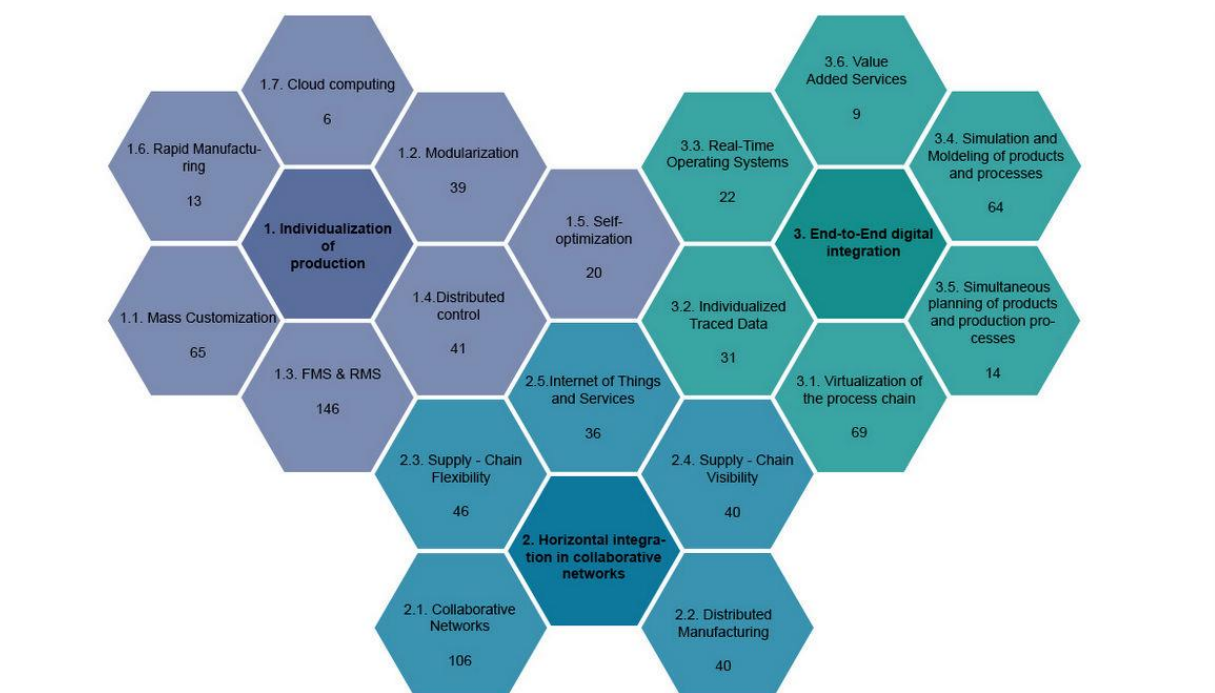 1.7. Cloud computing
6
3.6. Value
Added Services
9
1.6. Rapid Manufactu-
ring
13
1.2. Modularization
39
3.3. Real-Time
Operating Systems
22
3.4. Simulation and
Moldeling of products
and processes
64
1. Individualization
of
production
1.5. Self-
optimization
20
3. End-to-End digital
integration
1.1. Mass Customization
65
1.4.Distributed
control
41
3.2. Individualized
Traced Data
31
3.5. Simultaneous
planning of products
and production pro-
cesses
14
1.3. FMS & RMS
146
2.5.Internet of Things
and Services
36
3.1. Virtualization of
the process chain
69
2.3. Supply - Chain
Flexibility
46
2.4. Supply - Chain
Visibility
40
2. Horizontal integra-
tion in collaborative
networks
2.1. Collaborative
Networks
106
2.2. Distributed
Manufacturing
40